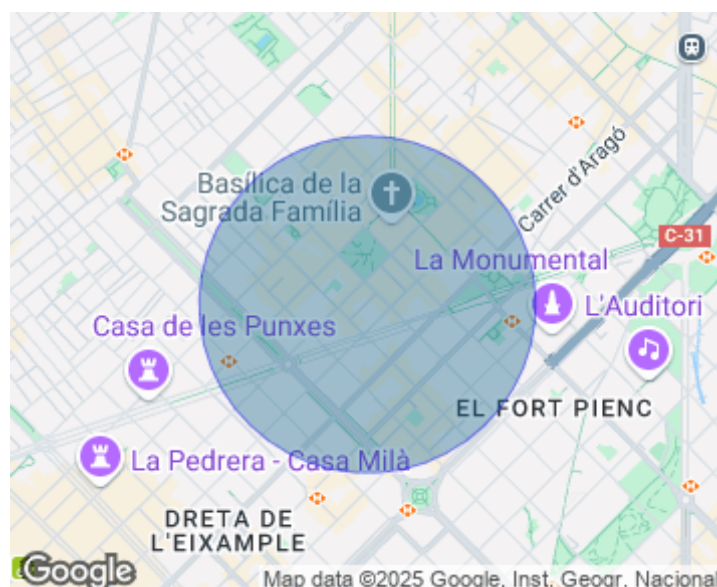 Basílica de la
Sagrada Família
Carrer d'Aragó
C-31
La Monumental
L'Auditori
Casa de les Punxes
EL FORT PIENC
La Pedrera - Casa Milà
DRETA DE
L'EIXAMPLE
Google
Map data ©2025 Google, Inst. Geogr. Nacional